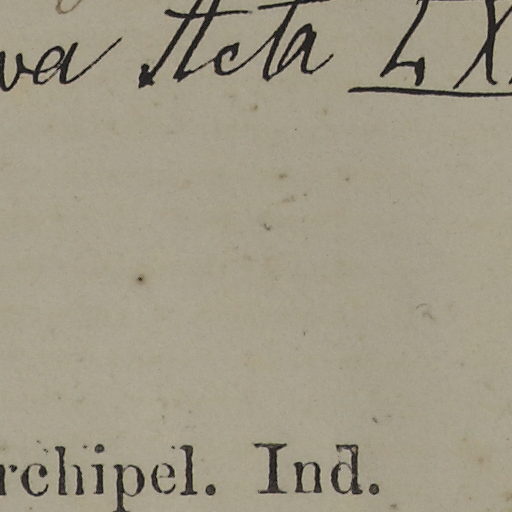 va Acta LX
rchipel. Ind.